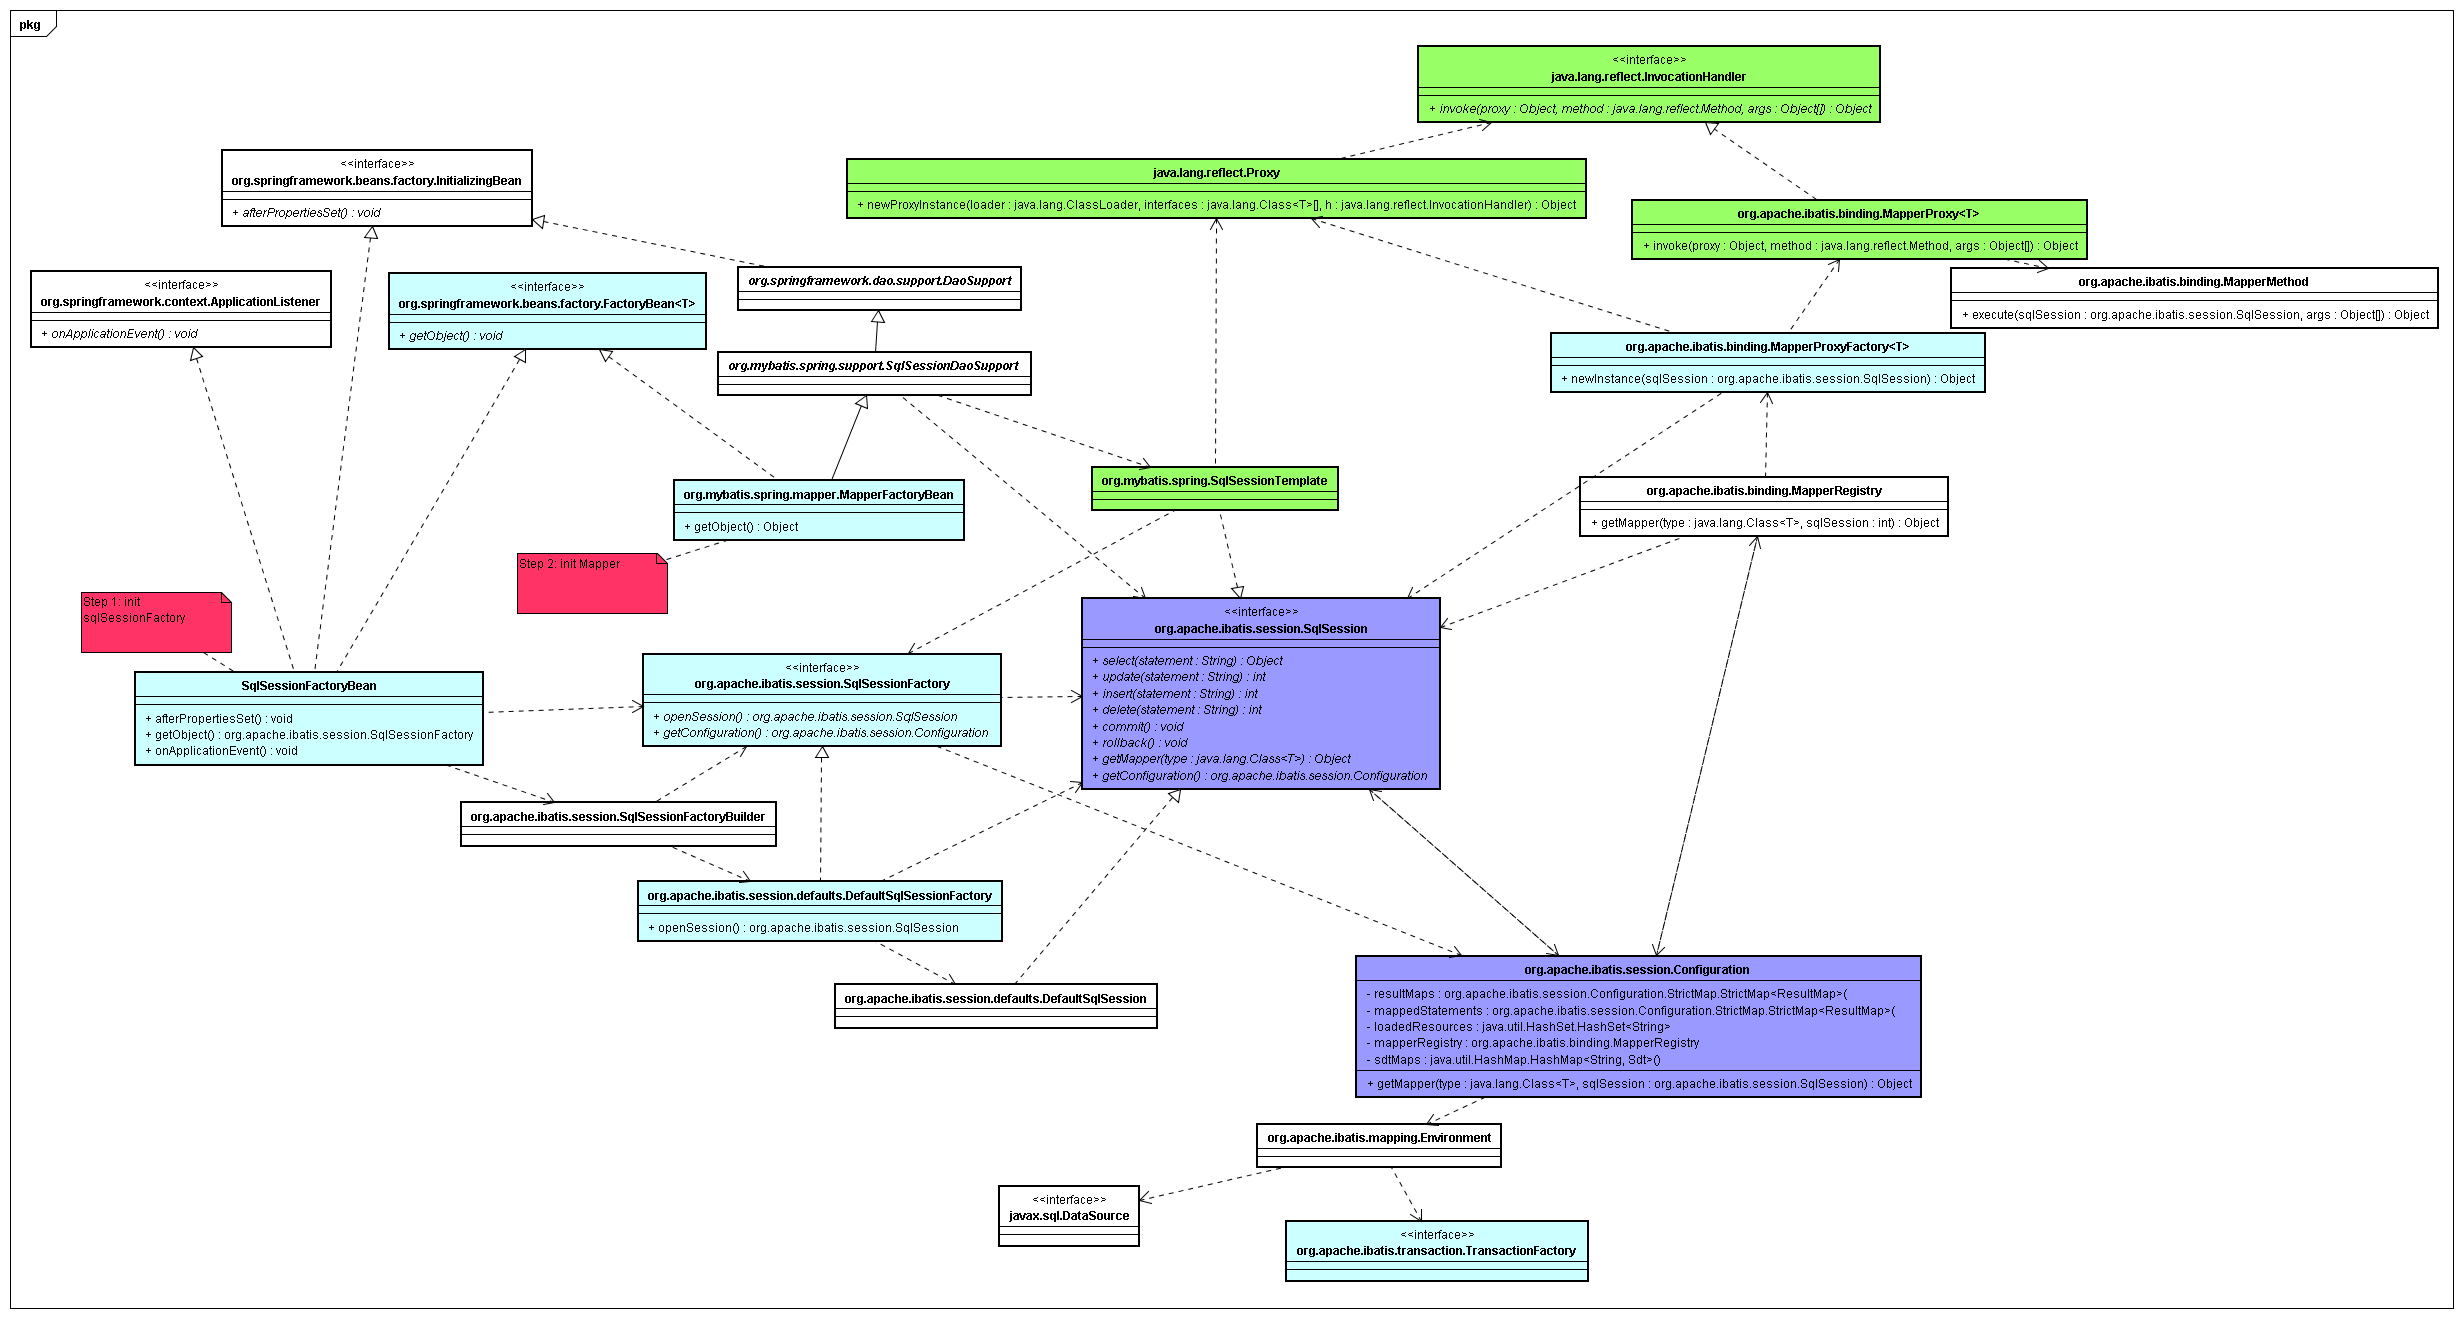 pkg
<<interface>>
java.lang.reflect.InvocationHandler
+ invoke(proxy : Object, method : java.lang.reflect.Method, args : Object[]) : Object
<<interface>>
org.springframework.beans.factory.InitializingBean
+ afterPropertiesSet() : void
java.lang.reflect.Proxy
+ newProxyInstance(loader : java.lang.ClassLoader, interfaces : java.lang.Class<T>[], h : java.lang.reflect.InvocationHandler) : Object
org.apache.ibatis.binding.MapperProxy<T>
+ invoke(proxy : Object, method : java.lang.reflect.Method, args : Object[]) : Object
<<interface>>
org.springframework.context.ApplicationListener
+ onApplicationEvent() : void
<<interface>>
org.springframework.beans.factory.FactoryBean<T>
+ getObject() : void
org.springframework.dao.support.DaoSupport
org.apache.ibatis.binding.MapperMethod
+ execute(sqlSession : org.apache.ibatis.session.SqlSession, args : Object[]) : Object
org.mybatis.spring.support.SqlSessionDaoSupport
org.apache.ibatis.binding.MapperProxyFactory<T>
+ newInstance(sqlSession : org.apache.ibatis.session.SqlSession) : Object
org.mybatis.spring.mapper.MapperFactoryBean
+ getObject() : Object
org.mybatis.spring.SqlSessionTemplate
org.apache.ibatis.binding.MapperRegistry
+ getMapper(type : java.lang.Class<T>, sqlSession : int) : Object
Step 2: init Mapper
Step 1: init
sqlSessionFactory
<<interface>>
org.apache.ibatis.session.SqlSession
+ select(statement : String) : Object
+ update(statement : String) : int
+ insert(statement : String) : int
+ delete(statement : String) : int
+ commit() : void
+ rollback() : void
+ getMapper(type : java.lang.Class<T>) : Object
+ getConfiguration() : org.apache.ibatis.session.Configuration
SqlSessionFactoryBean
+ afterPropertiesSet() : void
+ getObject() : org.apache.ibatis.session.SqlSessionFactory
+ onApplicationEvent() : void
<<interface>>
org.apache.ibatis.session.SqlSessionFactory
+ openSession() : org.apache.ibatis.session.SqlSession
+ getConfiguration() : org.apache.ibatis.session.Configuration
org.apache.ibatis.session.SqlSessionFactoryBuilder
org.apache.ibatis.session.defaults.DefaultSqlSessionFactory
+ openSession() : org.apache.ibatis.session.SqlSession
org.apache.ibatis.session.defaults.DefaultSqlSession
org.apache.ibatis.session.Configuration
- resultMaps : org.apache.ibatis.session.Configuration.StrictMap.StrictMap<ResultMap>(
- mappedStatements : org.apache.ibatis.session.Configuration.StrictMap.StrictMap<ResultMap>(
- loadedResources : java.util.HashSet.HashSet<String>
- mapperRegistry : org.apache.ibatis.binding.MapperRegistry
- sdtMaps : java.util.HashMap.HashMap<String, Sdt>()
+ getMapper(type : java.lang.Class<T>, sqlSession : org.apache.ibatis.session.SqlSession) : Object
org.apache.ibatis.mapping.Environment
<<interface>>
javax.sql.DataSource
<<interface>>
org.apache.ibatis.transaction.TransactionFactory